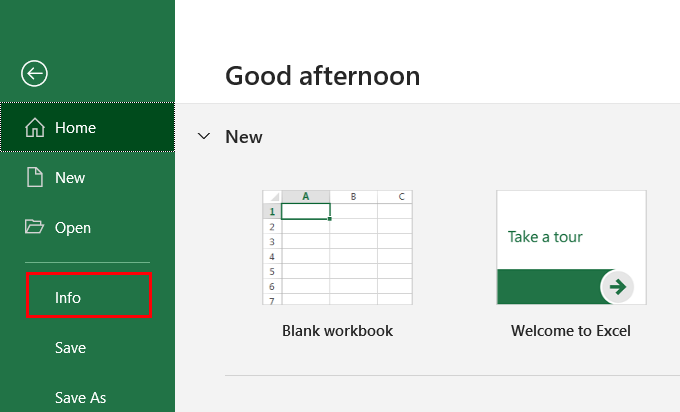 Good afternoon
Home
New
Open
Info
Save
Save As
New
A B C
1
2
3
4
5
6
7
Blank workbook
Take a tour
Welcome to Excel